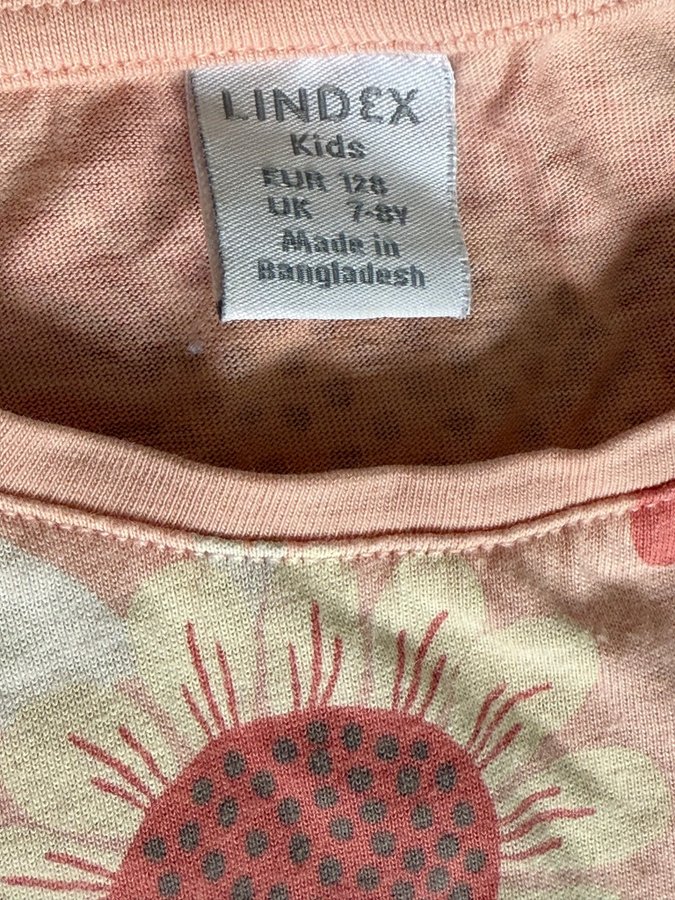 LINDEX
Kids
EUR 128
UK 7-8Y
Made in
Bangladesh